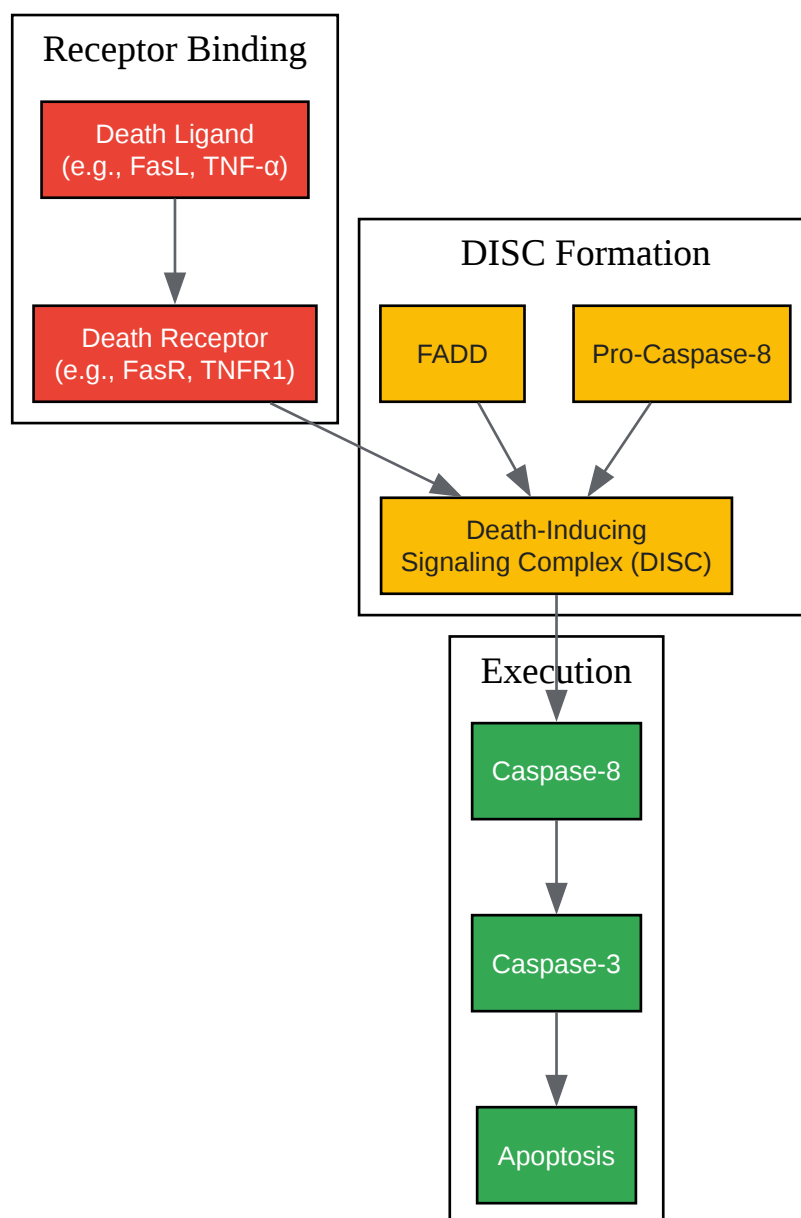 Receptor Binding
Death Ligand
(e.g., FasL, TNF-α)
Death Receptor
(e.g., FasR, TNFR1)
DISC Formation
FADD
Pro-Caspase-8
Death-Inducing
Signaling Complex (DISC)
Execution
Caspase-8
Caspase-3
Apoptosis